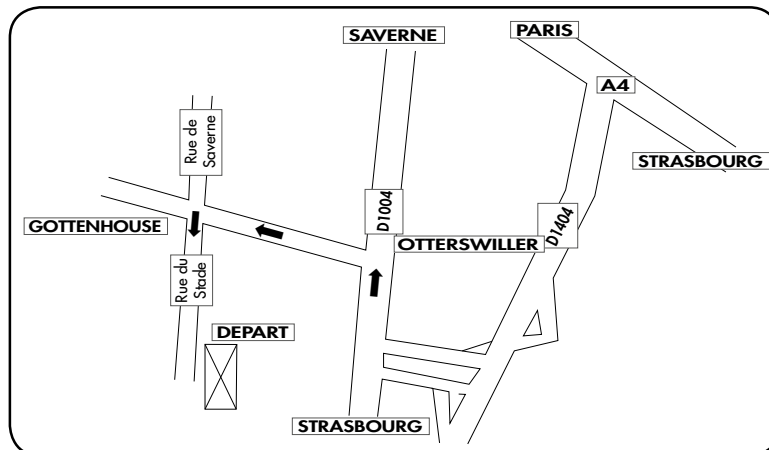 SAVERNE
PARIS
A4
STRASBOURG
Rue de
Saverne
D1004
D1404
GOTTENHOUSE
OTTERSWILLER
Rue du
Stade
DEPART
STRASBOURG